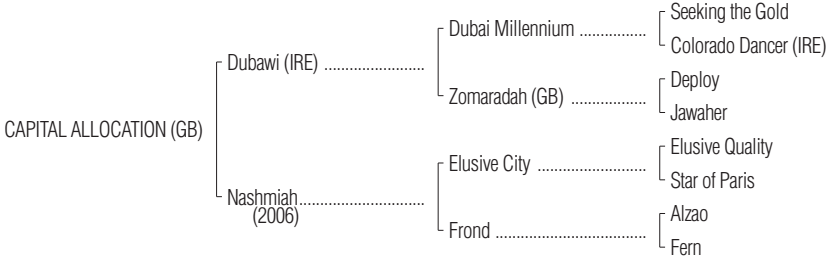 Seeking the Gold
Dubai Millennium ................
Colorado Dancer (IRE)
Dubawi (IRE) ........................
Deploy
Zomaradah (GB) ..................
Jawaher
CAPITAL ALLOCATION (GB)
Elusive Quality
Elusive City ..........................
Star of Paris
Nashmiah..............................
(2006)
Alzao
Frond ....................................
Fern